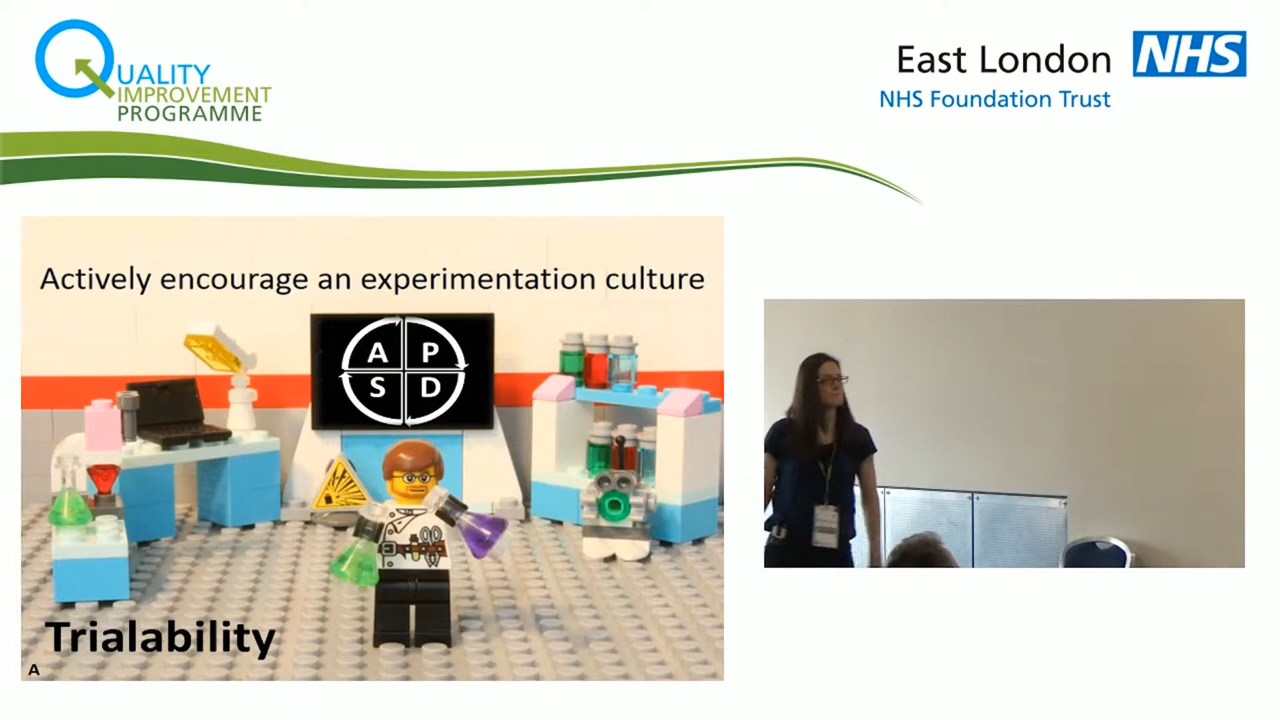 QUALITY
IMPROVEMENT
PROGRAMME
East London NHS
NHS Foundation Trust
Actively encourage an experimentation culture
A P
S D
Trialability
A